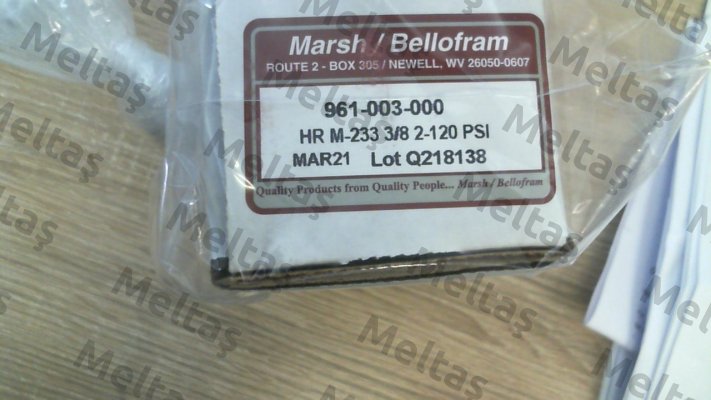 Marsh / Bellofram
ROUTE 2 - BOX 305 / NEWELL, WV 26050-0607
961-003-000
HR M-233 3/8 2-120 PSI
MAR21 Lot Q218138
Quality Products from Quality People... Marsh / Bellofram
Meltaş